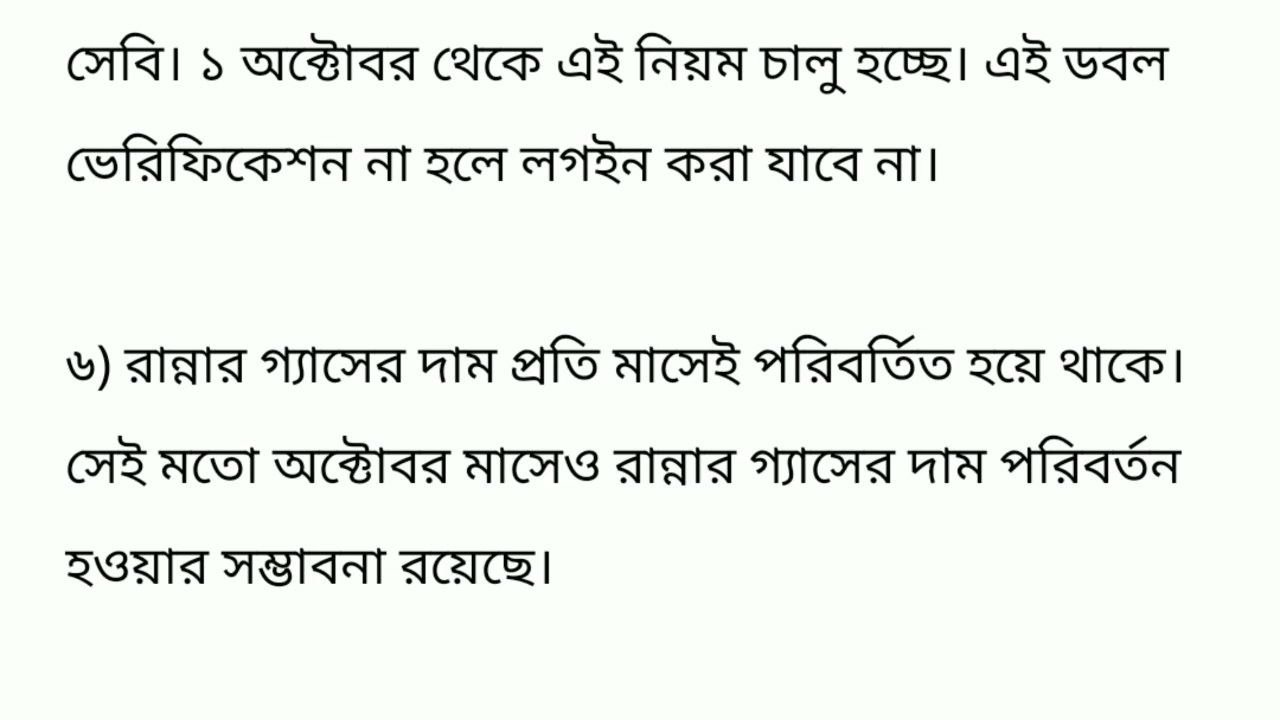 সেবি। ১ অক্টোবর থেকে এই নিয়ম চালু হচ্ছে। এই ডবল
ভেরিফিকেশন না হলে লগইন করা যাবে না।
৬) রান্নার গ্যাসের দাম প্রতি মাসেই পরিবর্তিত হয়ে থাকে।
সেই মতো অক্টোবর মাসেও রান্নার গ্যাসের দাম পরিবর্তন
হওয়ার সম্ভাবনা রয়েছে।